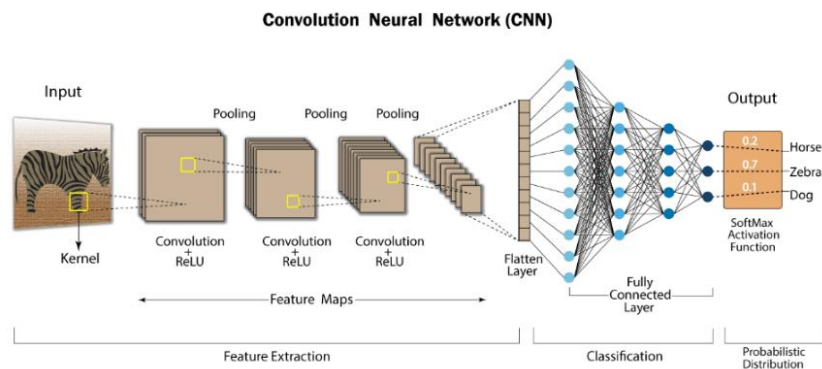 Convolution Neural Network (CNN)
Input
Pooling
Pooling
Pooling
Output
0.2
0.7
0.1
Horse
Zebra
Dog
Kernel
Convolution
+
ReLU
Convolution
+
ReLU
Convolution
+
ReLU
Flatten
Layer
SoftMax
Activation
Function
Feature Maps
Fully
Connected
Layer
Feature Extraction
Classification
Probabilistic
Distribution